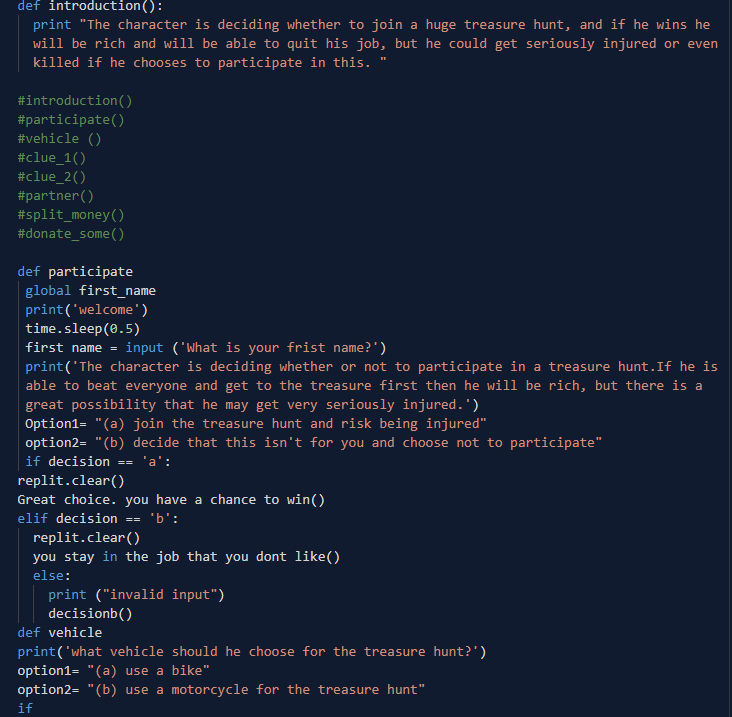 def introduction():
print "The character is deciding whether to join a huge treasure hunt, and if he wins he
will be rich and will be able to quit his job, but he could get seriously injured or even
killed if he chooses to participate in this. "
#introduction()
#participate()
#vehicle ()
#clue_1()
#clue_2()
#partner()
#split_money()
#donate_some()
def participate
global first_name
print('welcome')
time.sleep(0.5)
first name = input ('What is your frist name?')
print('The character is deciding whether or not to participate in a treasure hunt.If he is
able to beat everyone and get to the treasure first then he will be rich, but there is a
great possibility that he may get very seriously injured.')
Option1= "(a) join the treasure hunt and risk being injured"
option2= "(b) decide that this isn't for you and choose not to participate"
if decision == 'a':
replit.clear()
Great choice. you have a chance to win()
elif decision == 'b':
replit.clear()
you stay in the job that you dont like()
else:
print ("invalid input")
decisionb()
def vehicle
print('what vehicle should he choose for the treasure hunt?')
option1= "(a) use a bike"
option2= "(b) use a motorcycle for the treasure hunt"
if